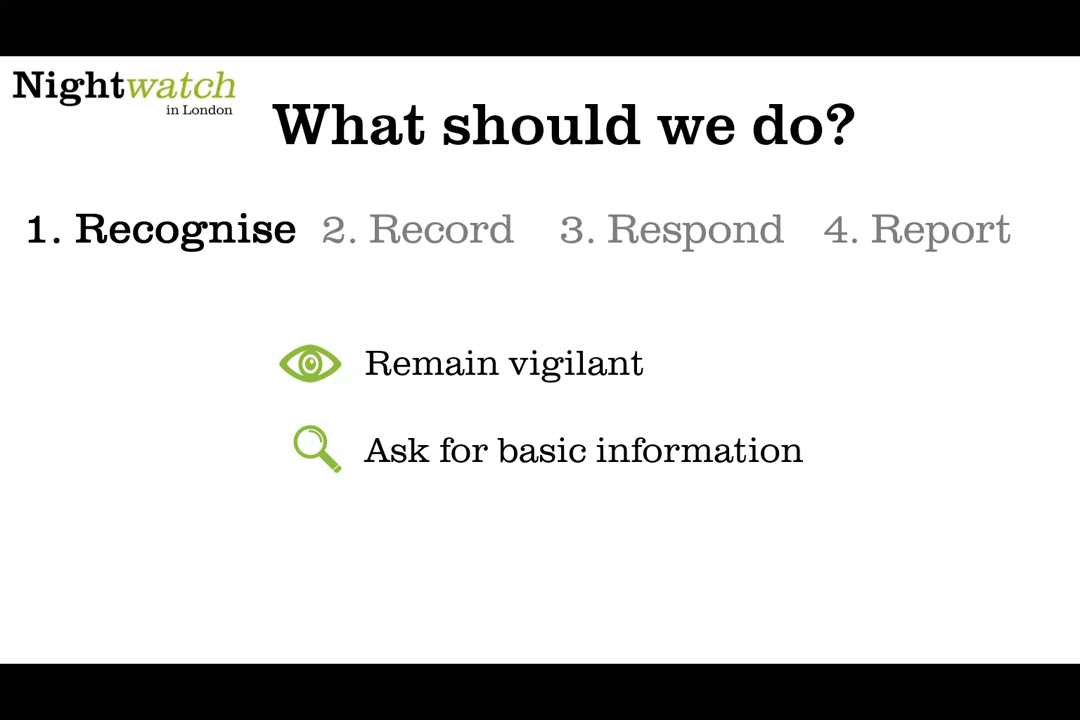 Nightwatch
in London
What should we do?
1. Recognise 2. Record 3. Respond 4. Report
Remain vigilant
Ask for basic information